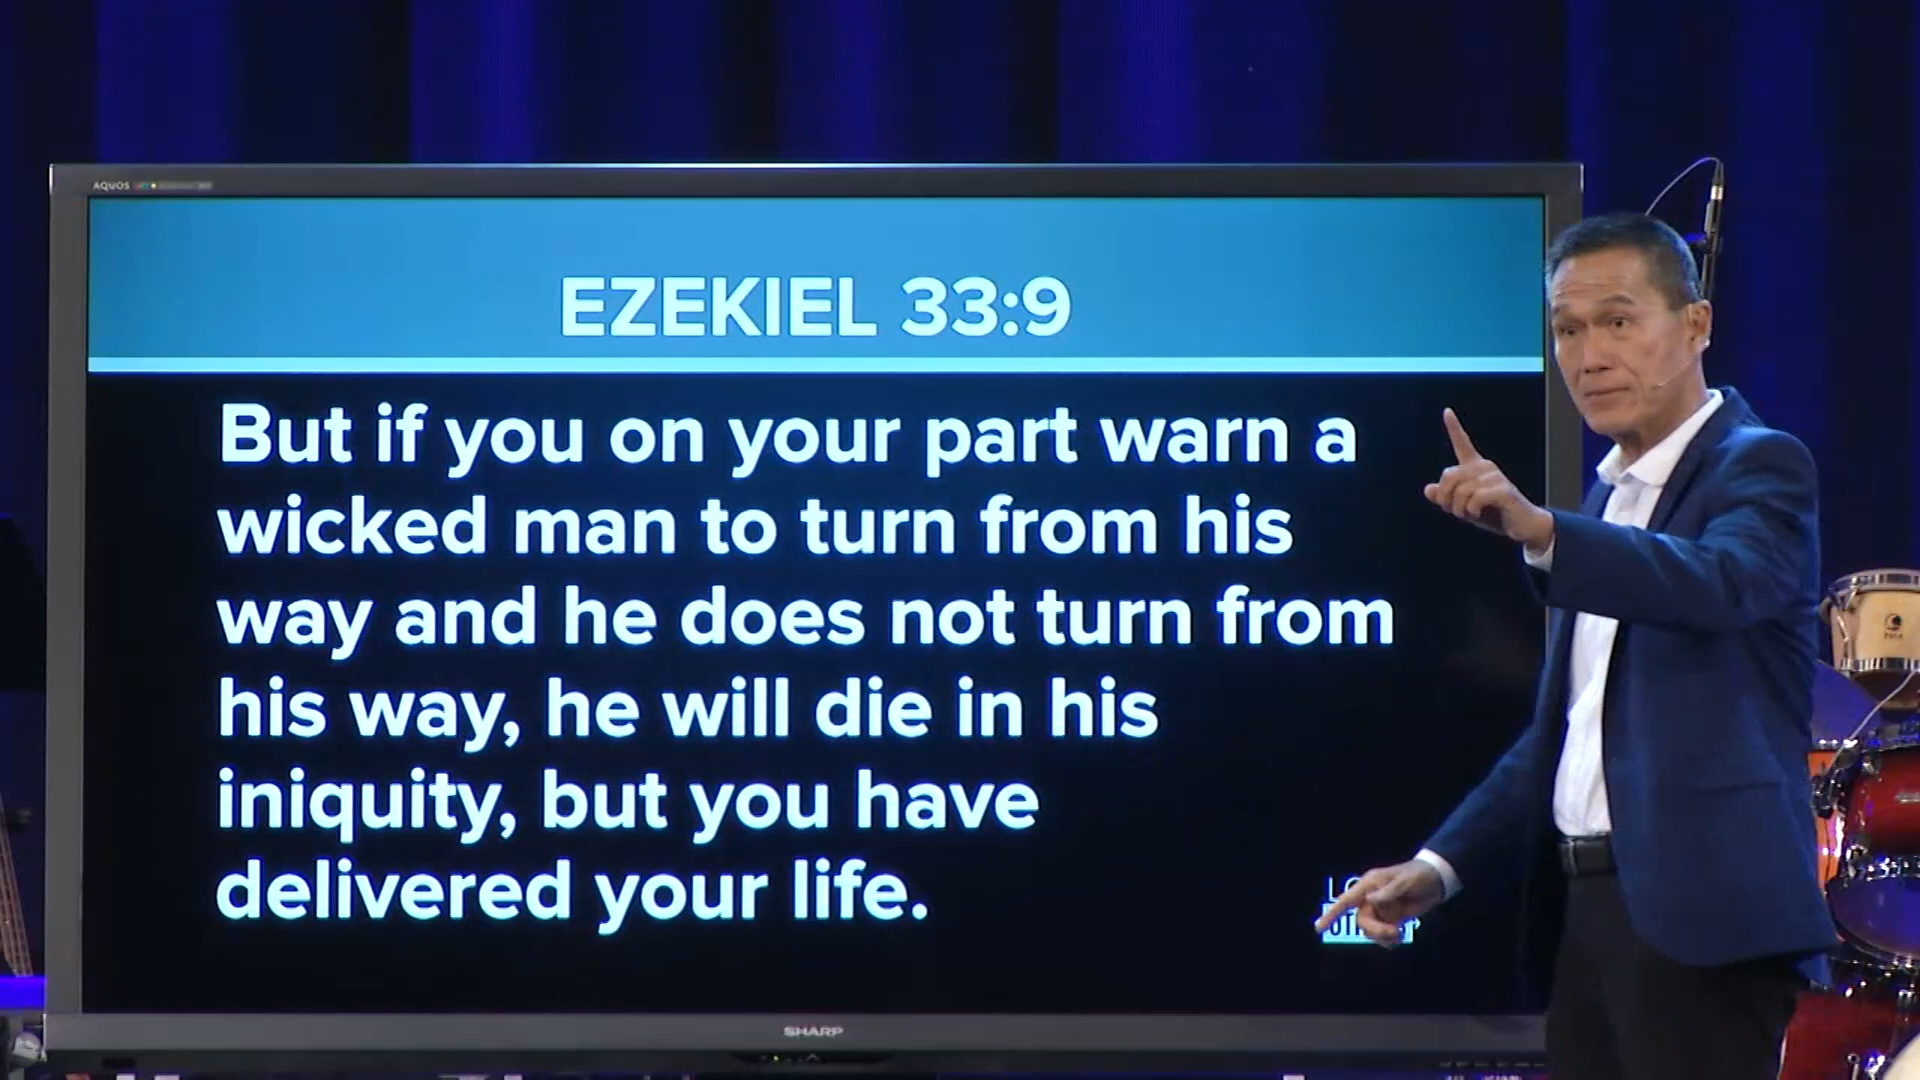 AQUOS
EZEKIEL 33:9
But if you on your part warn a
wicked man to turn from his
way and he does not turn from
his way, he will die in his
iniquity, but you have
delivered your life.
SHARP